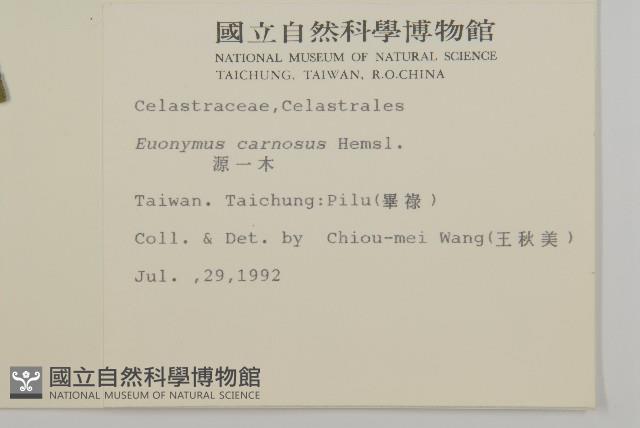 國立自然科學博物館
NATIONAL MUSEUM OF NATURAL SCIENCE
TAICHUNG, TAIWAN, R.O.CHINA
Celastraceae,Celastrales
Euonymus carnosus Hemsl.
源一木
Taiwan. Taichung:Pilu(畢祿)
Coll. & Det. by Chiou-mei Wang(王秋美)
Jul. ,29,1992
國立自然科學博物館
NATIONAL MUSEUM OF NATURAL SCIENCE